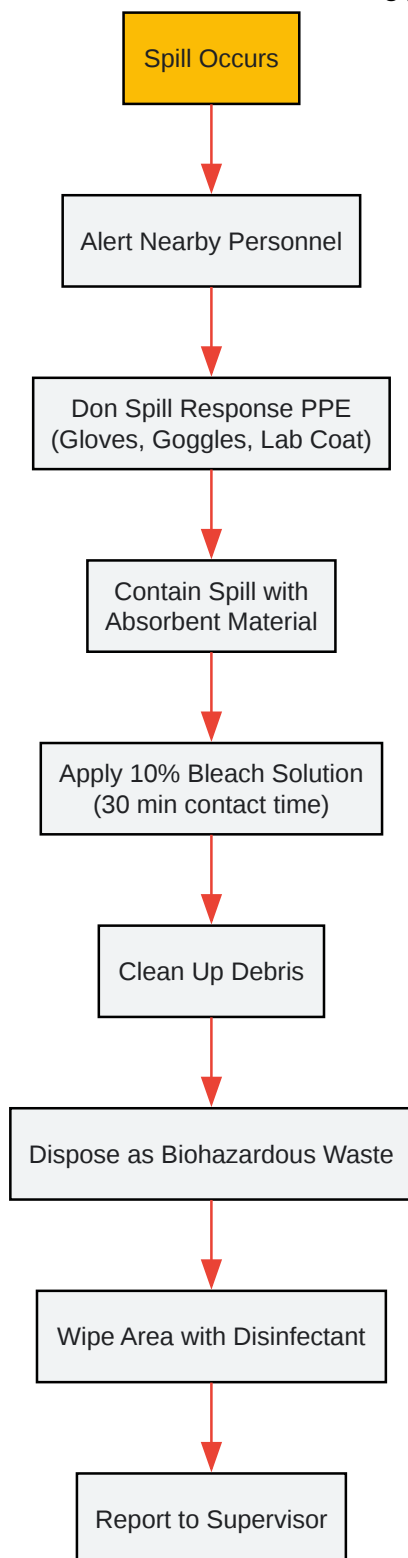 Spill Occurs
Alert Nearby Personnel
Don Spill Response PPE
(Gloves, Goggles, Lab Coat)
Contain Spill with
Absorbent Material
Apply 10% Bleach Solution
(30 min contact time)
Clean Up Debris
Dispose as Biohazardous Waste
Wipe Area with Disinfectant
Report to Supervisor